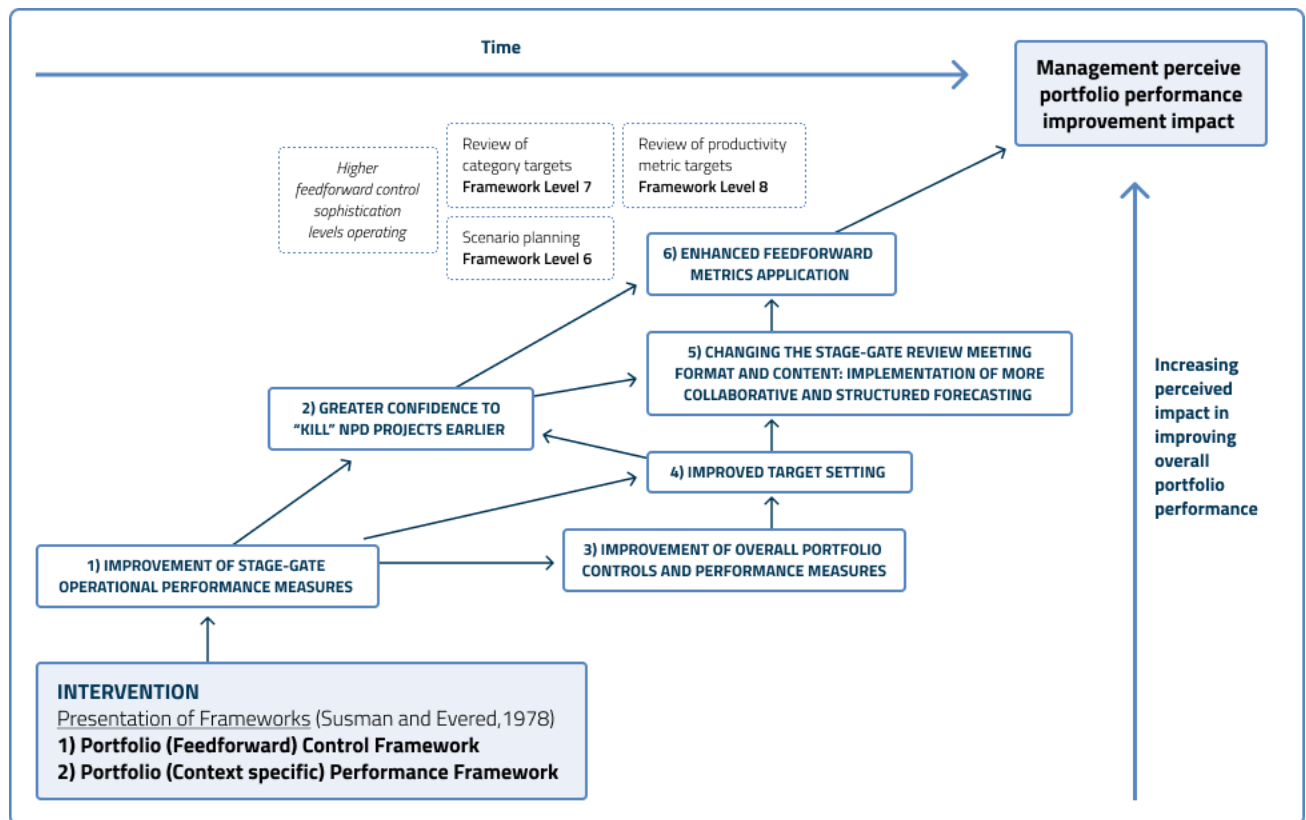 Time
Management perceive
portfolio performance
improvement impact
Higher
feedforward control
sophistication
levels operating
Review of
category targets
Framework Level 7
Review of productivity
metric targets
Framework Level 8
Scenario planning
Framework Level 6
6) ENHANCED FEEDFORWARD
METRICS APPLICATION
5) CHANGING THE STAGE-GATE REVIEW MEETING
FORMAT AND CONTENT: IMPLEMENTATION OF MORE
COLLABORATIVE AND STRUCTURED FORECASTING
Increasing
perceived
impact in
improving
overall
portfolio
performance
2) GREATER CONFIDENCE TO
“KILL” NPD PROJECTS EARLIER
4) IMPROVED TARGET SETTING
3) IMPROVEMENT OF OVERALL PORTFOLIO
CONTROLS AND PERFORMANCE MEASURES
1) IMPROVEMENT OF STAGE-GATE
OPERATIONAL PERFORMANCE MEASURES
INTERVENTION
Presentation of Frameworks (Susman and Evered,1978)
1) Portfolio (Feedforward) Control Framework
2) Portfolio (Context specific) Performance Framework